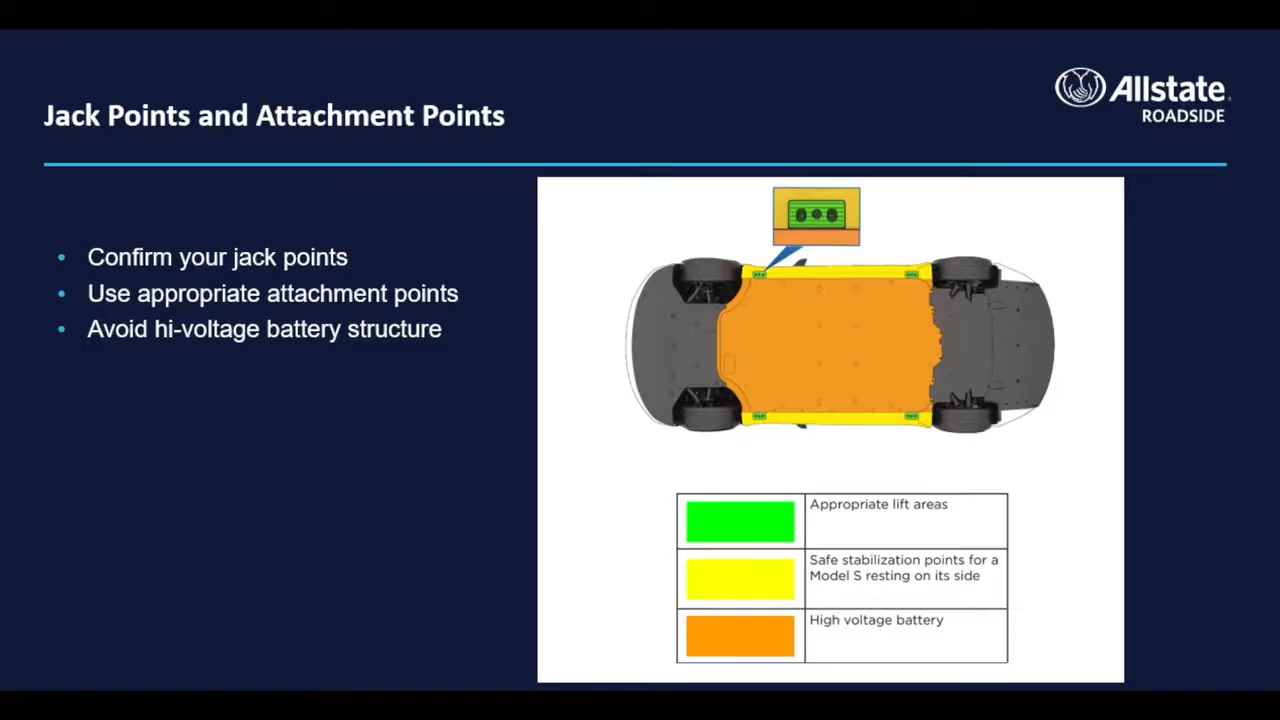 Allstate
ROADSIDE
Jack Points and Attachment Points
• Confirm your jack points
• Use appropriate attachment points
• Avoid hi-voltage battery structure
Appropriate lift areas
Safe stabilization points for a
Model S resting on its side
High voltage battery